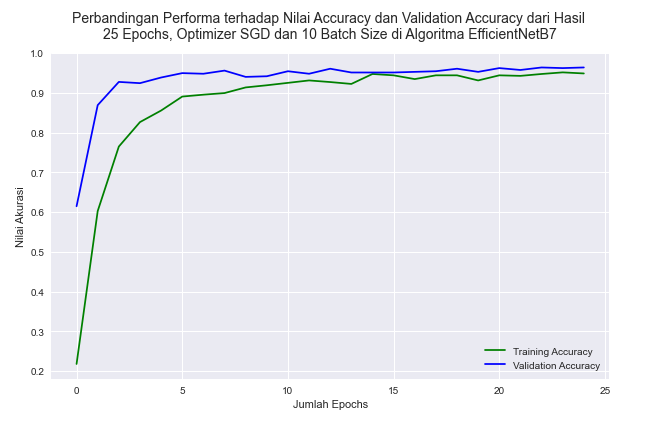 Perbandingan Performa terhadap Nilai Accuracy dan Validation Accuracy dari Hasil
25 Epochs, Optimizer SGD dan 10 Batch Size di Algoritma EfficientNetB7
1.0
0.9
0.8
0.7
0.6
0.5
0.4
0.3
0.2
Nilai Akurasi
Training Accuracy
Validation Accuracy
0 5 10 15 20 25
Jumlah Epochs